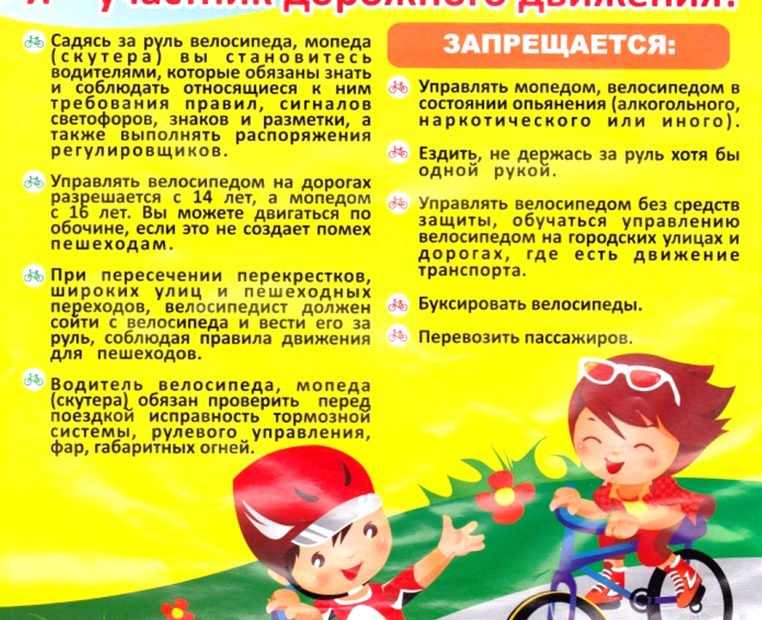 Я – участник дорожного движения!
Садясь за руль велосипеда, мопеда
(скутера) вы становитесь
водителями, которые обязаны знать
и соблюдать относящиеся к ним
требования правил, сигналов
светофоров, знаков и разметки, а
также выполнять распоряжения
регулировщиков.
Управлять велосипедом на дорогах
разрешается с 14 лет, а мопедом
с 16 лет. Вы можете двигаться по
обочине, если это не создает помех
пешеходам.
При пересечении перекрестков,
широких улиц и пешеходных
переходов, велосипедист должен
сойти с велосипеда и вести его за
руль, соблюдая правила движения
для пешеходов.
Водитель велосипеда, мопеда
(скутера) обязан проверить перед
поездкой исправность тормозной
системы, рулевого управления,
фар, габаритных огней.
ЗАПРЕЩАЕТСЯ:
Управлять мопедом, велосипедом в
состоянии опьянения (алкогольного,
наркотического или иного).
Ездить, не держась за руль хотя бы
одной рукой.
Управлять велосипедом без средств
защиты, обучаться управлению
велосипедом на городских улицах и
дорогах, где есть движение
транспорта.
Буксировать велосипеды.
Перевозить пассажиров.